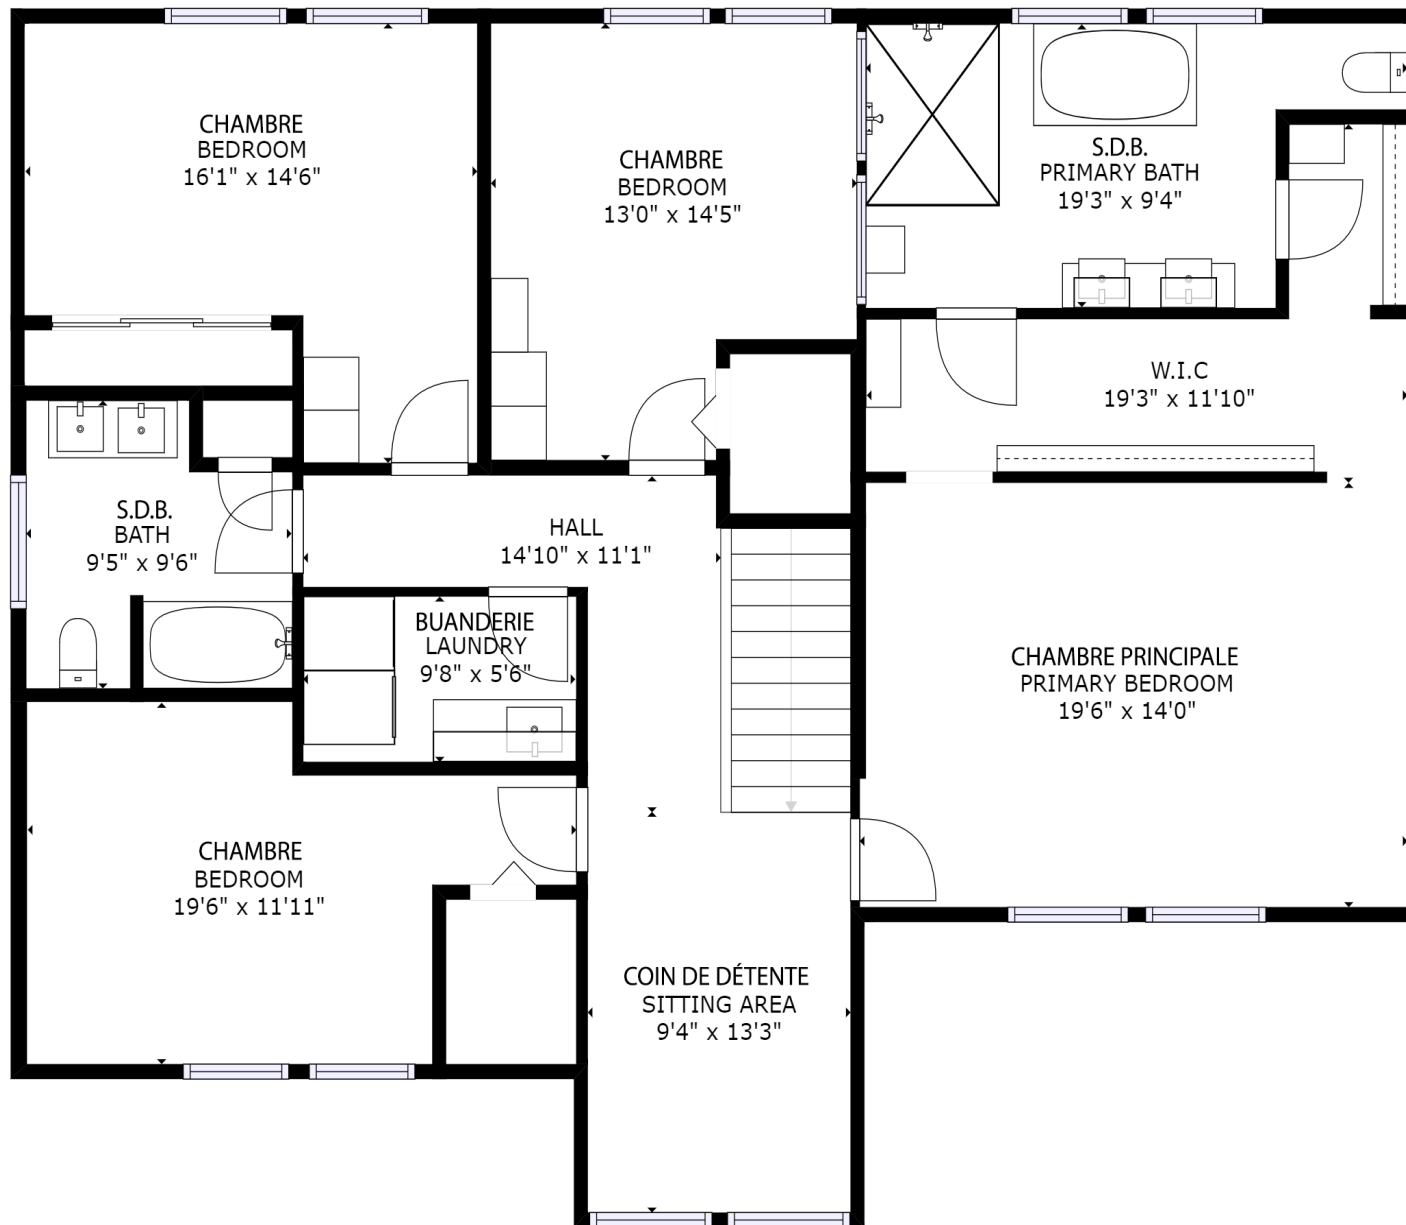 CHAMBRE
BEDROOM
16'1" x 14'6"
CHAMBRE
BEDROOM
13'0" x 14'5"
S.D.B.
PRIMARY BATH
19'3" x 9'4"
W.I.C
19'3" x 11'10"
S.D.B.
BATH
9'5" x 9'6"
HALL
14'10" x 11'1"
BUANDERIE
LAUNDRY
9'8" x 5'6"
CHAMBRE PRINCIPALE
PRIMARY BEDROOM
19'6" x 14'0"
CHAMBRE
BEDROOM
19'6" x 11'11"
COIN DE DÉTENTE
SITTING AREA
9'4" x 13'3"